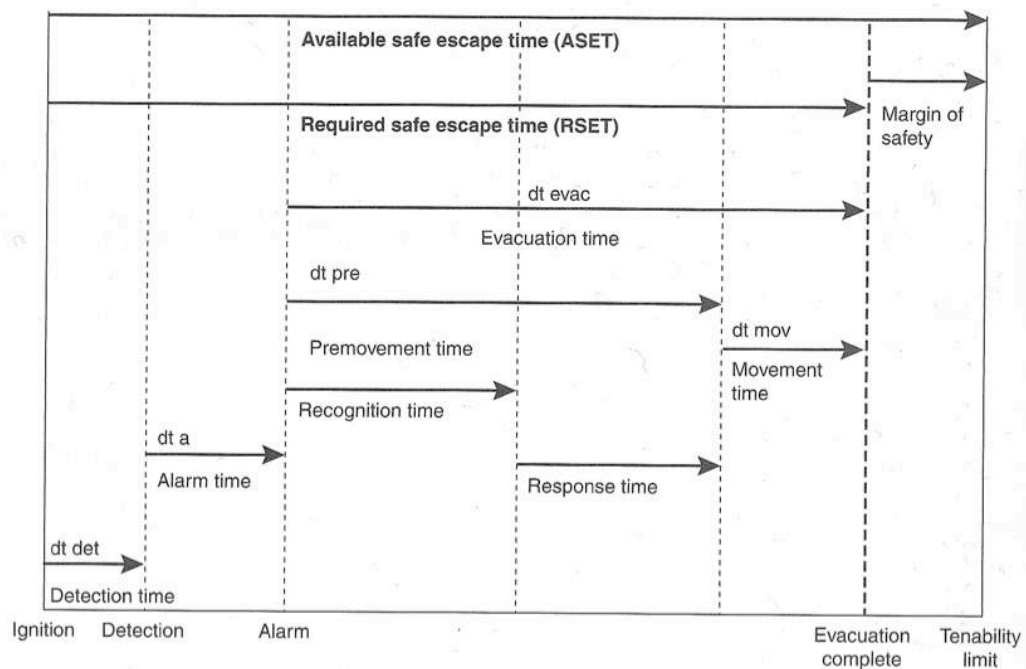 Available safe escape time (ASET)
Margin of
safety
Required safe escape time (RSET)
dt evac
Evacuation time
dt pre
Premovement time
dt mov
Movement
time
Recognition time
dt a
Alarm time
Response time
dt det
Detection time
Ignition
Detection
Alarm
Evacuation
complete
Tenability
limit